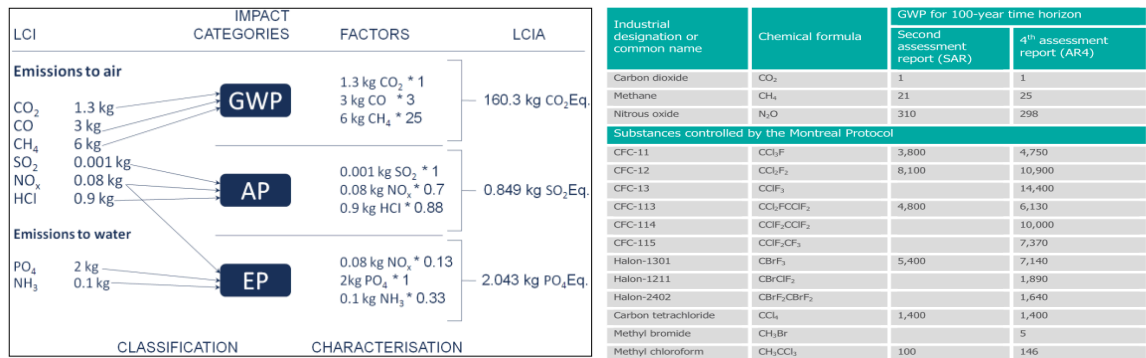 LCI IMPACT CATEGORIES FACTORS LCIA
Emissions to air
CO₂ 1.3 kg
CO 3 kg
CH₄ 6 kg
SO₂ 0.001 kg
NOₓ 0.08 kg
HCl 0.9 kg
Emissions to water
PO₄ 2 kg
NH₃ 0.1 kg
GWP
1.3 kg CO₂ * 1
3 kg CO * 3
6 kg CH₄ * 25
160.3 kg CO₂Eq.
AP
0.001 kg SO₂ * 1
0.08 kg NOₓ* 0.7
0.9 kg HCl * 0.88
0.849 kg SO₂Eq.
EP
0.08 kg NOₓ* 0.13
2kg PO₄ * 1
0.1 kg NH₃ * 0.33
2.043 kg PO₄Eq.
CLASSIFICATION CHARACTERISATION
Industrial designation or common name
Chemical formula
GWP for 100-year time horizon
Second assessment report (SAR)
4th assessment report (AR4)
Carbon dioxide CO₂ 1 1
Methane CH₄ 21 25
Nitrous oxide N₂O 310 298
Substances controlled by the Montreal Protocol
CFC-11 CCl₃F 3,800 4,750
CFC-12 CCl₂F₂ 8,100 10,900
CFC-13 CClF₃ 14,400
CFC-113 CCl₂FCClF₂ 4,800 6,130
CFC-114 CClF₂CClF₂ 10,000
CFC-115 CClF₂CF₃ 7,370
Halon-1301 CBrF₃ 5,400 7,140
Halon-1211 CBrClF₂ 1,890
Halon-2402 CBrF₂CBrF₂ 1,640
Carbon tetrachloride CCl₄ 1,400 1,400
Methyl bromide CH₃Br 5
Methyl chloroform CH₃CCl₃ 100 146